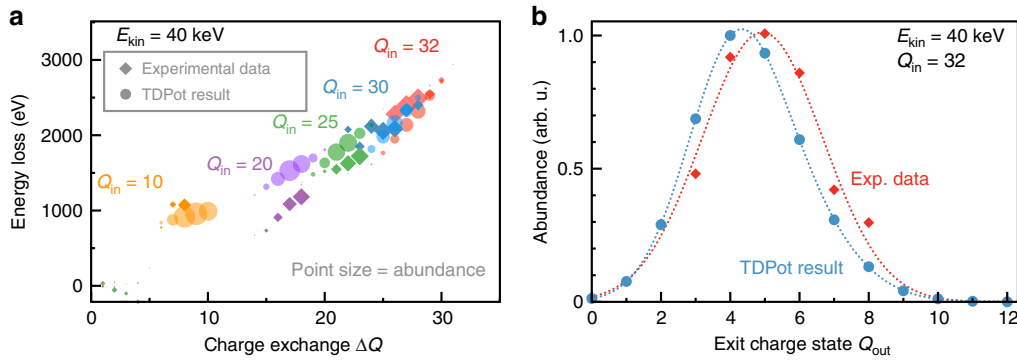 a
E_kin = 40 keV
Experimental data
TDPot result
Q_in = 32
Q_in = 30
Q_in = 25
Q_in = 20
Q_in = 10
Point size = abundance
Energy loss (eV)
3000
2000
1000
0
0
10
20
30
Charge exchange ΔQ
b
E_kin = 40 keV
Q_in = 32
Exp. data
TDPot result
Abundance (arb. u.)
1.0
0.5
0
0
2
4
6
8
10
12
Exit charge state Q_out